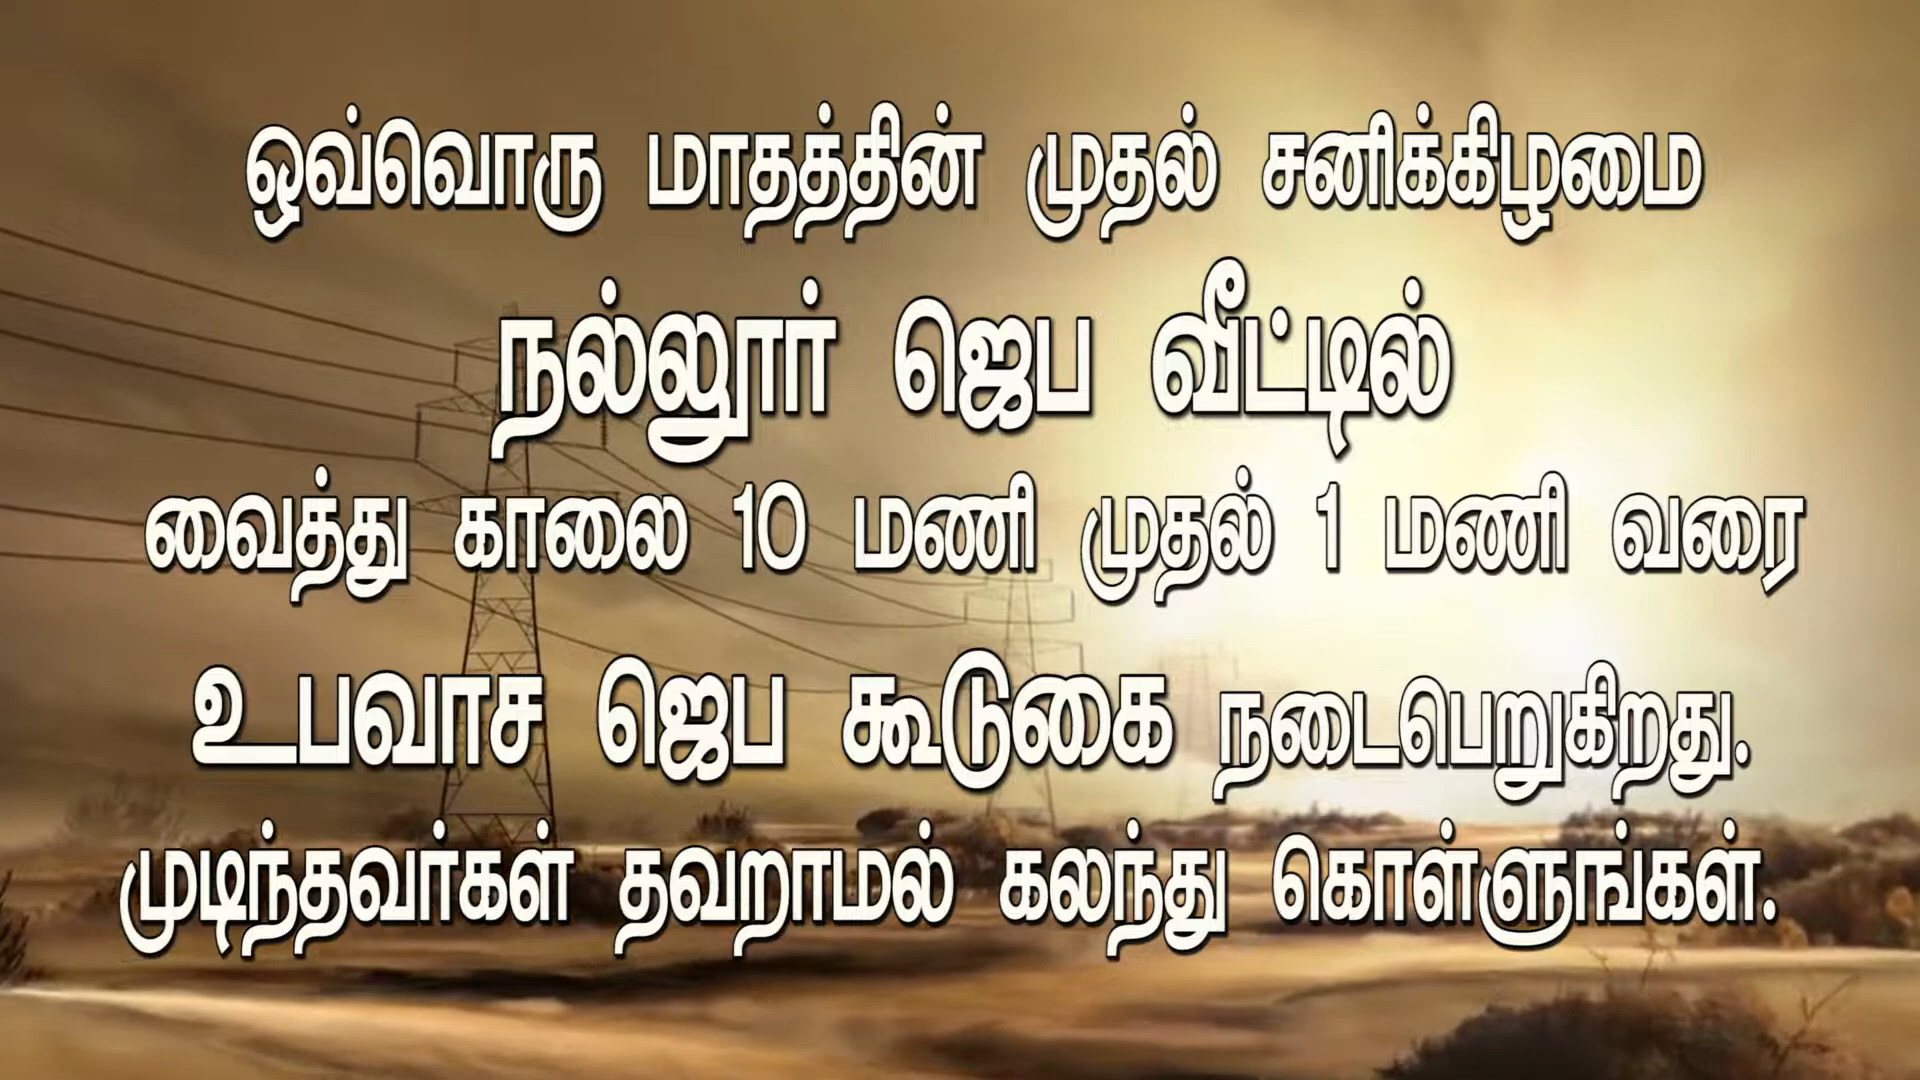 ஒவ்வொரு மாதத்தின் முதல் சனிக்கிழமை
நல்லூர் ஜெப வீட்டில்
வைத்து காலை 10 மணி முதல் 1 மணி வரை
உபவாச ஜெப கூடுகை நடைபெறுகிறது.
முடிந்தவர்கள் தவறாமல் கலந்து கொள்ளுங்கள்.